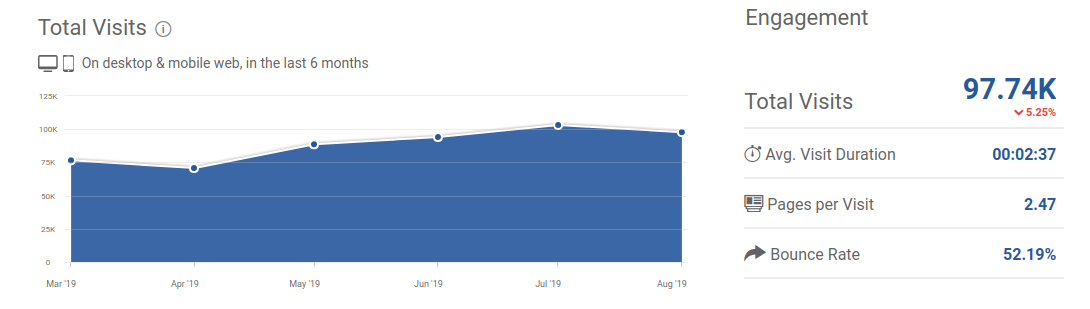 Total Visits
On desktop & mobile web, in the last 6 months
125K
100K
75K
50K
25K
0
Mar '19 Apr '19 May '19 Jun '19 Jul '19 Aug '19
Engagement
Total Visits 97.74K
5.25%
Avg. Visit Duration 00:02:37
Pages per Visit 2.47
Bounce Rate 52.19%